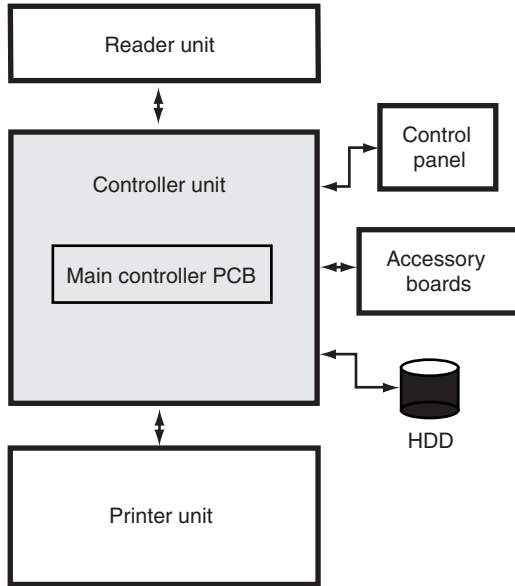 Reader unit
Control
panel
Controller unit
Main controller PCB
Accessory
boards
HDD
Printer unit